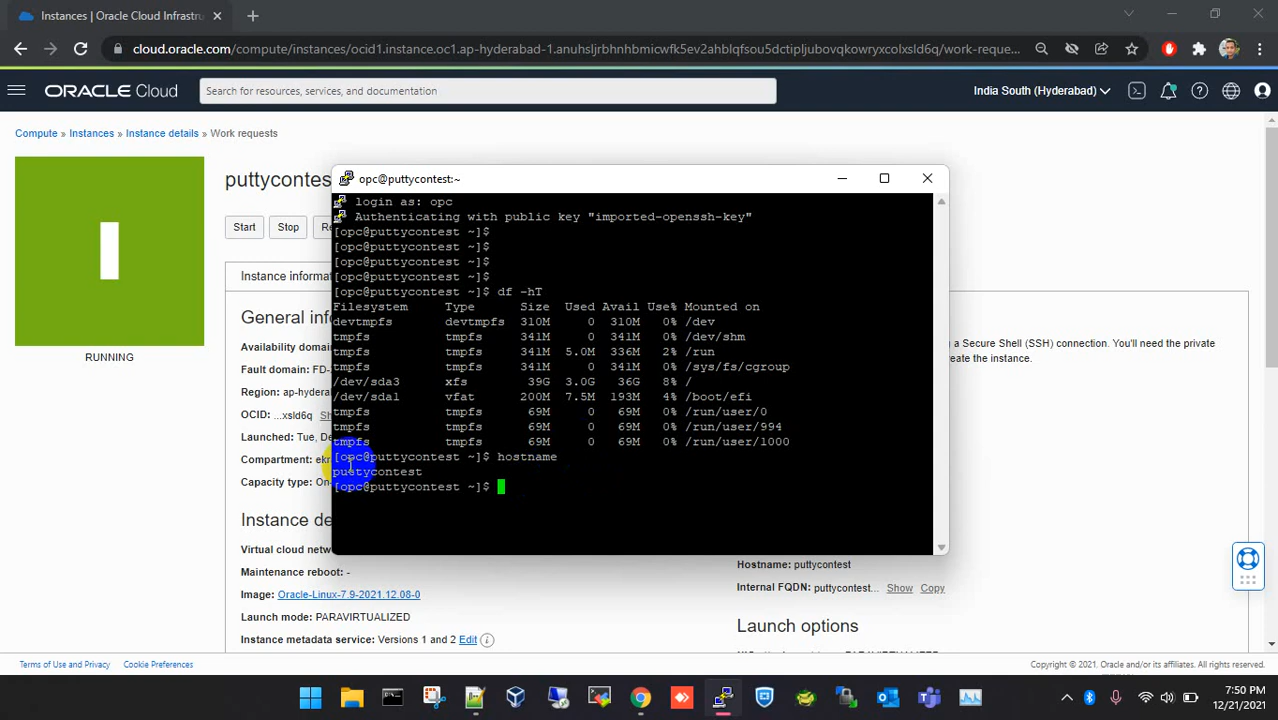 Instances | Oracle Cloud Infrastru
cloud.oracle.com/compute/instances/ocid1.instance.oc1.ap-hyderabad-1.anuhsljrbhnhbmicwfk5ev2ahblqfsou5dctipljubovqkowryxcolxsld6q/work-reque...
ORACLE Cloud
Search for resources, services, and documentation
India South (Hyderabad)
Compute » Instances » Instance details » Work requests
RUNNING
puttycontes
Start Stop Re
Instance informa
General info
Availability domain
Fault domain: FD-
Region: ap-hyderab
OCID: ...xsld6q Sh
Launched: Tue, De
Compartment: ekra
Capacity type: On-
Instance det
Virtual cloud netwo
Maintenance reboot: -
Image: Oracle-Linux-7.9-2021.12.08-0
Launch mode: PARAVIRTUALIZED
Instance metadata service: Versions 1 and 2 Edit
opc@puttycontest:~
login as: opc
Authenticating with public key "imported-openssh-key"
[opc@puttycontest ~]$
[opc@puttycontest ~]$
[opc@puttycontest ~]$
[opc@puttycontest ~]$
[opc@puttycontest ~]$ df -hT
Filesystem Type Size Used Avail Use% Mounted on
devtmpfs devtmpfs 310M 0 310M 0% /dev
tmpfs tmpfs 341M 0 341M 0% /dev/shm
tmpfs tmpfs 341M 5.0M 336M 2% /run
tmpfs tmpfs 341M 0 341M 0% /sys/fs/cgroup
/dev/sda3 xfs 39G 3.0G 36G 8% /
/dev/sda1 vfat 200M 7.5M 193M 4% /boot/efi
tmpfs tmpfs 69M 0 69M 0% /run/user/0
tmpfs tmpfs 69M 0 69M 0% /run/user/994
tmpfs tmpfs 69M 0 69M 0% /run/user/1000
[opc@puttycontest ~]$ hostname
puttycontest
[opc@puttycontest ~]$
g a Secure Shell (SSH) connection. You'll need the private
reate the instance.
Hostname: puttycontest
Internal FQDN: puttycontest... Show Copy
Launch options
Terms of Use and Privacy Cookie Preferences
Copyright © 2021, Oracle and/or its affiliates. All rights reserved.
7:50 PM
12/21/2021